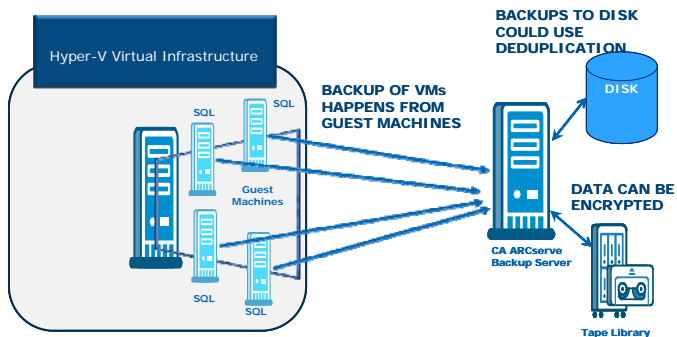 BACKUPS TO DISK
COULD USE
DEDUPLICATION
Hyper-V Virtual Infrastructure
DISK
BACKUP OF VMs
HAPPENS FROM
GUEST MACHINES
SQL
SQL
Guest
Machines
DATA CAN BE
ENCRYPTED
CA ARCserve
Backup Server
SQL
SQL
Tape Library